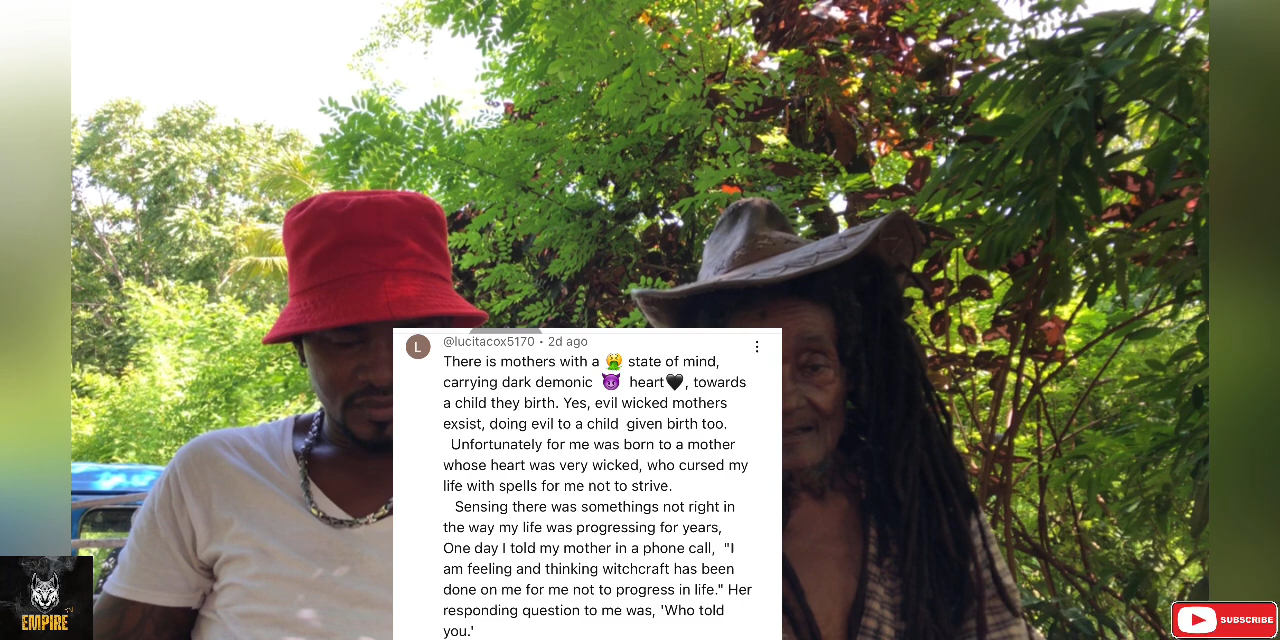 @lucitacox5170 • 2d ago
There is mothers with a 🤮 state of mind,
carrying dark demonic 😈 heart🖤, towards
a child they birth. Yes, evil wicked mothers
exsist, doing evil to a child given birth too.
Unfortunately for me was born to a mother
whose heart was very wicked, who cursed my
life with spells for me not to strive.
Sensing there was somethings not right in
the way my life was progressing for years,
One day I told my mother in a phone call, "I
am feeling and thinking witchcraft has been
done on me for me not to progress in life." Her
responding question to me was, 'Who told
you.'
L
EMPIRE
TV
SUBSCRIBE